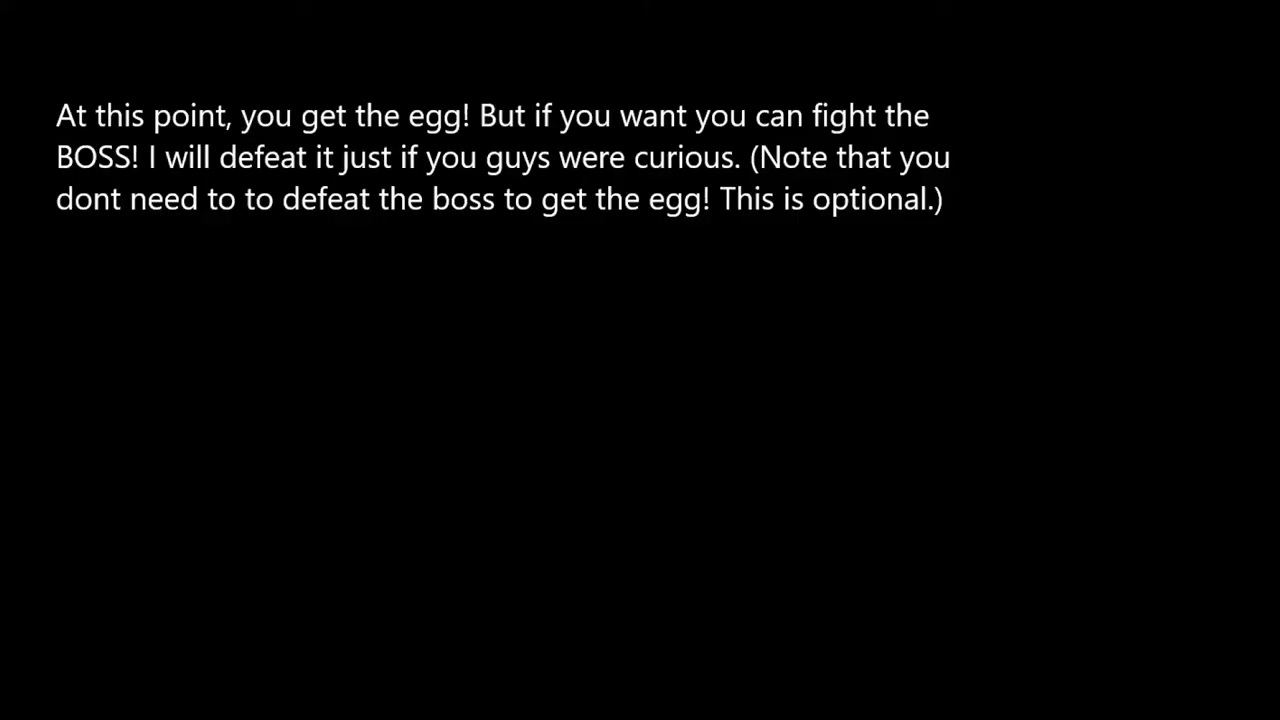 At this point, you get the egg! But if you want you can fight the
BOSS! I will defeat it just if you guys were curious. (Note that you
dont need to to defeat the boss to get the egg! This is optional.)